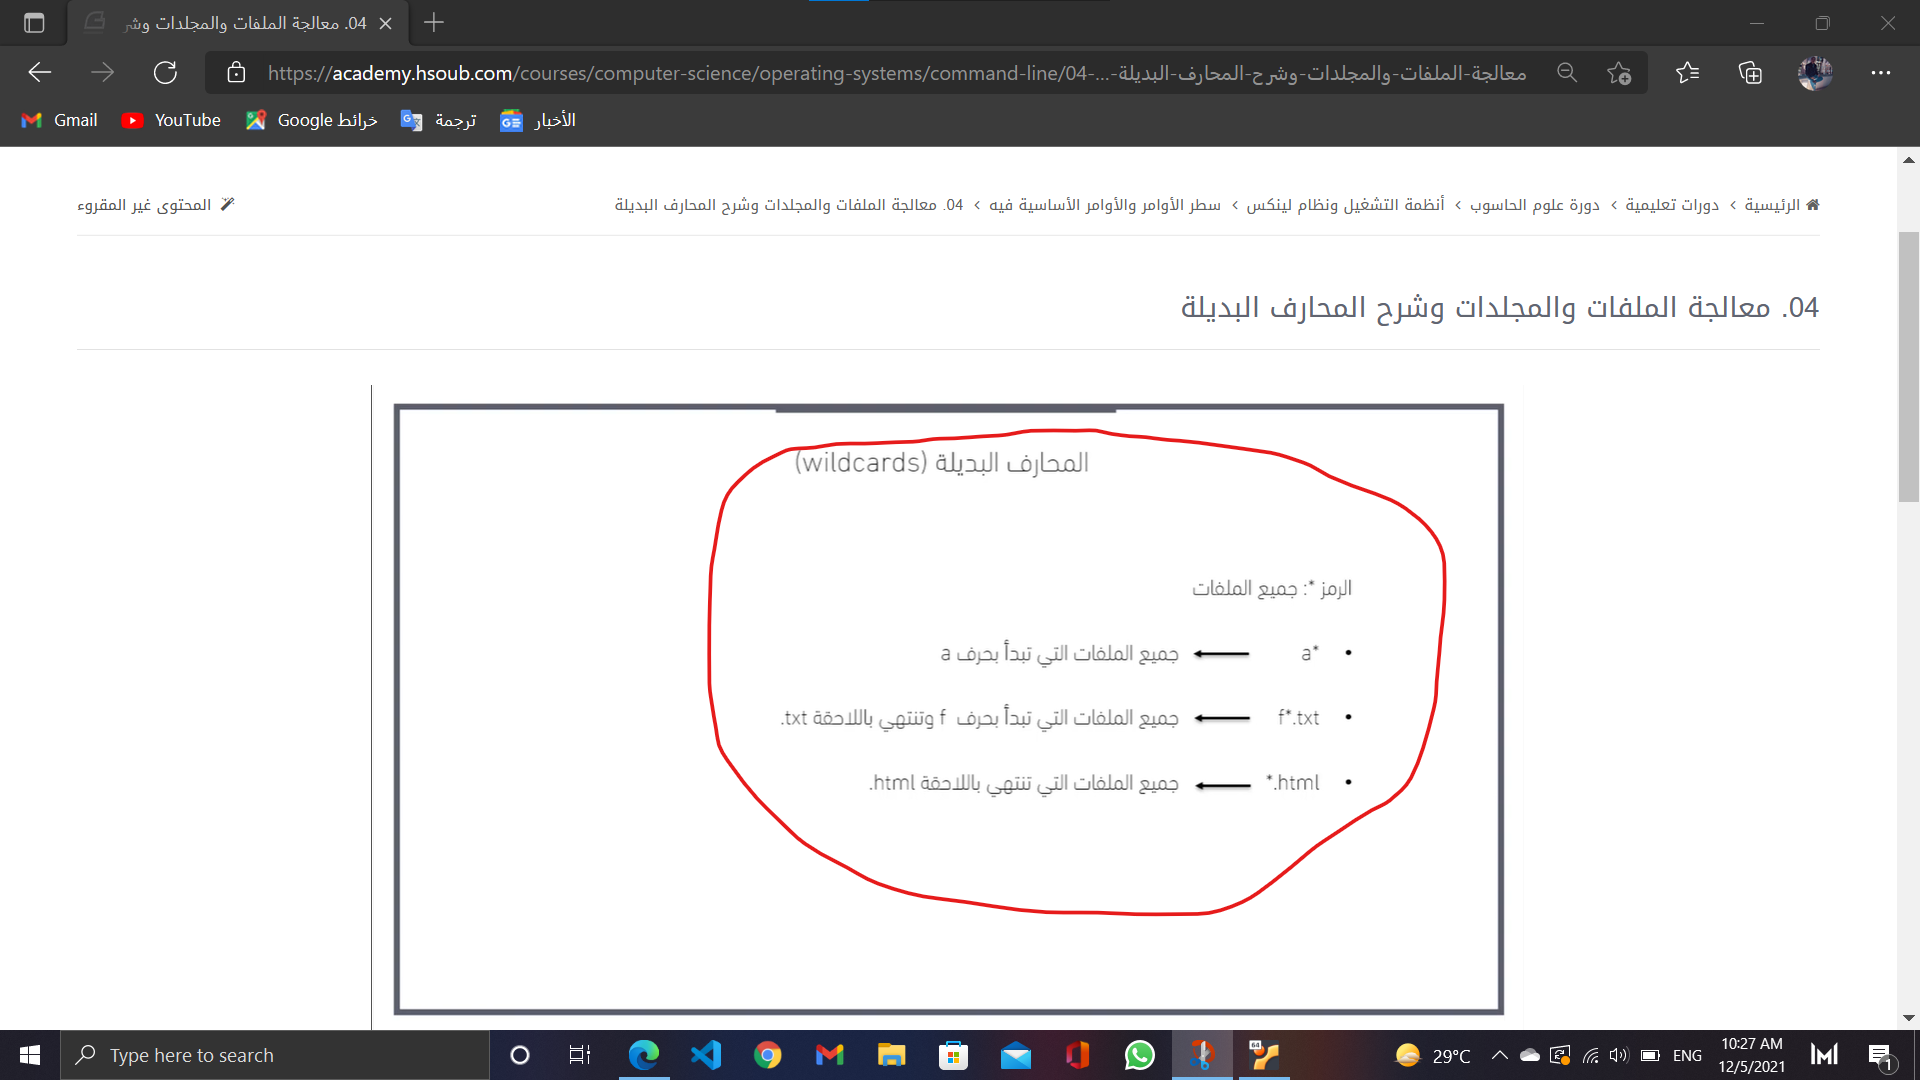 04. معالجة الملفات والمجلدات وشر
https://academy.hsoub.com/courses/computer-science/operating-systems/command-line/04-...معالجة-الملفات-والمجلدات-وشرح-المحارف-البديلة-
Gmail
YouTube
خرائط Google
ترجمة
الأخبار
الرئيسية › دورات تعليمية › دورة علوم الحاسوب › أنظمة التشغيل ونظام لينكس › سطر الأوامر والأوامر الأساسية فيه › 04. معالجة الملفات والمجلدات وشرح المحارف البديلة
المحتوى غير المقروء
04. معالجة الملفات والمجلدات وشرح المحارف البديلة
المحارف البديلة (wildcards)
الرمز *: جميع الملفات
• a* ← جميع الملفات التي تبدأ بحرف a
• f*.txt ← جميع الملفات التي تبدأ بحرف f وتنتهي باللاحقة txt.
• *.html ← جميع الملفات التي تنتهي باللاحقة html.
Type here to search
64
29°C
ENG
10:27 AM
12/5/2021
1